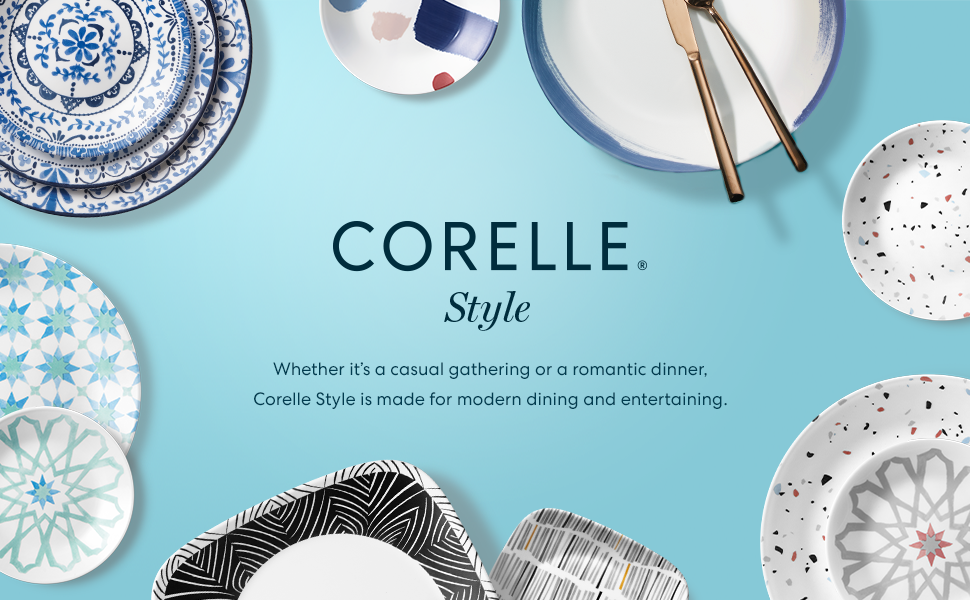 CORELLE®
Style
Whether it’s a casual gathering or a romantic dinner,
Corelle Style is made for modern dining and entertaining.